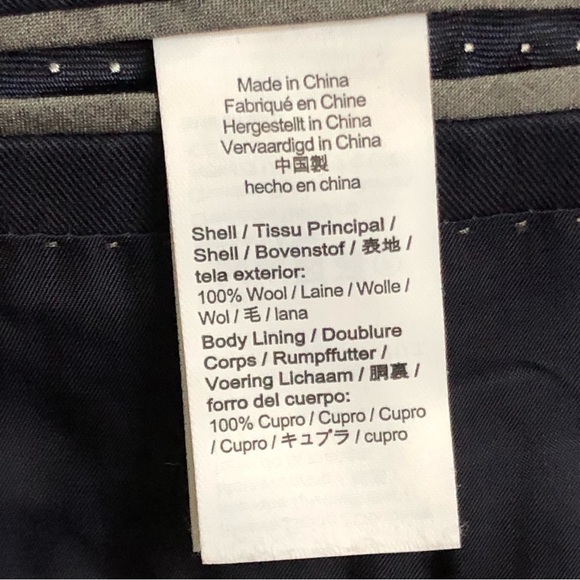 Made in China
Fabriqué en Chine
Hergestellt in China
Vervaardigd in China
中国製
hecho en china
Shell / Tissu Principal /
Shell / Bovenstof / 表地 /
tela exterior:
100% Wool / Laine / Wolle /
Wol / 毛 / lana
Body Lining / Doublure
Corps / Rumpffutter /
Voering Lichaam / 胴裏 /
forro del cuerpo:
100% Cupro / Cupro / Cupro
/ Cupro / キュプラ / cupro